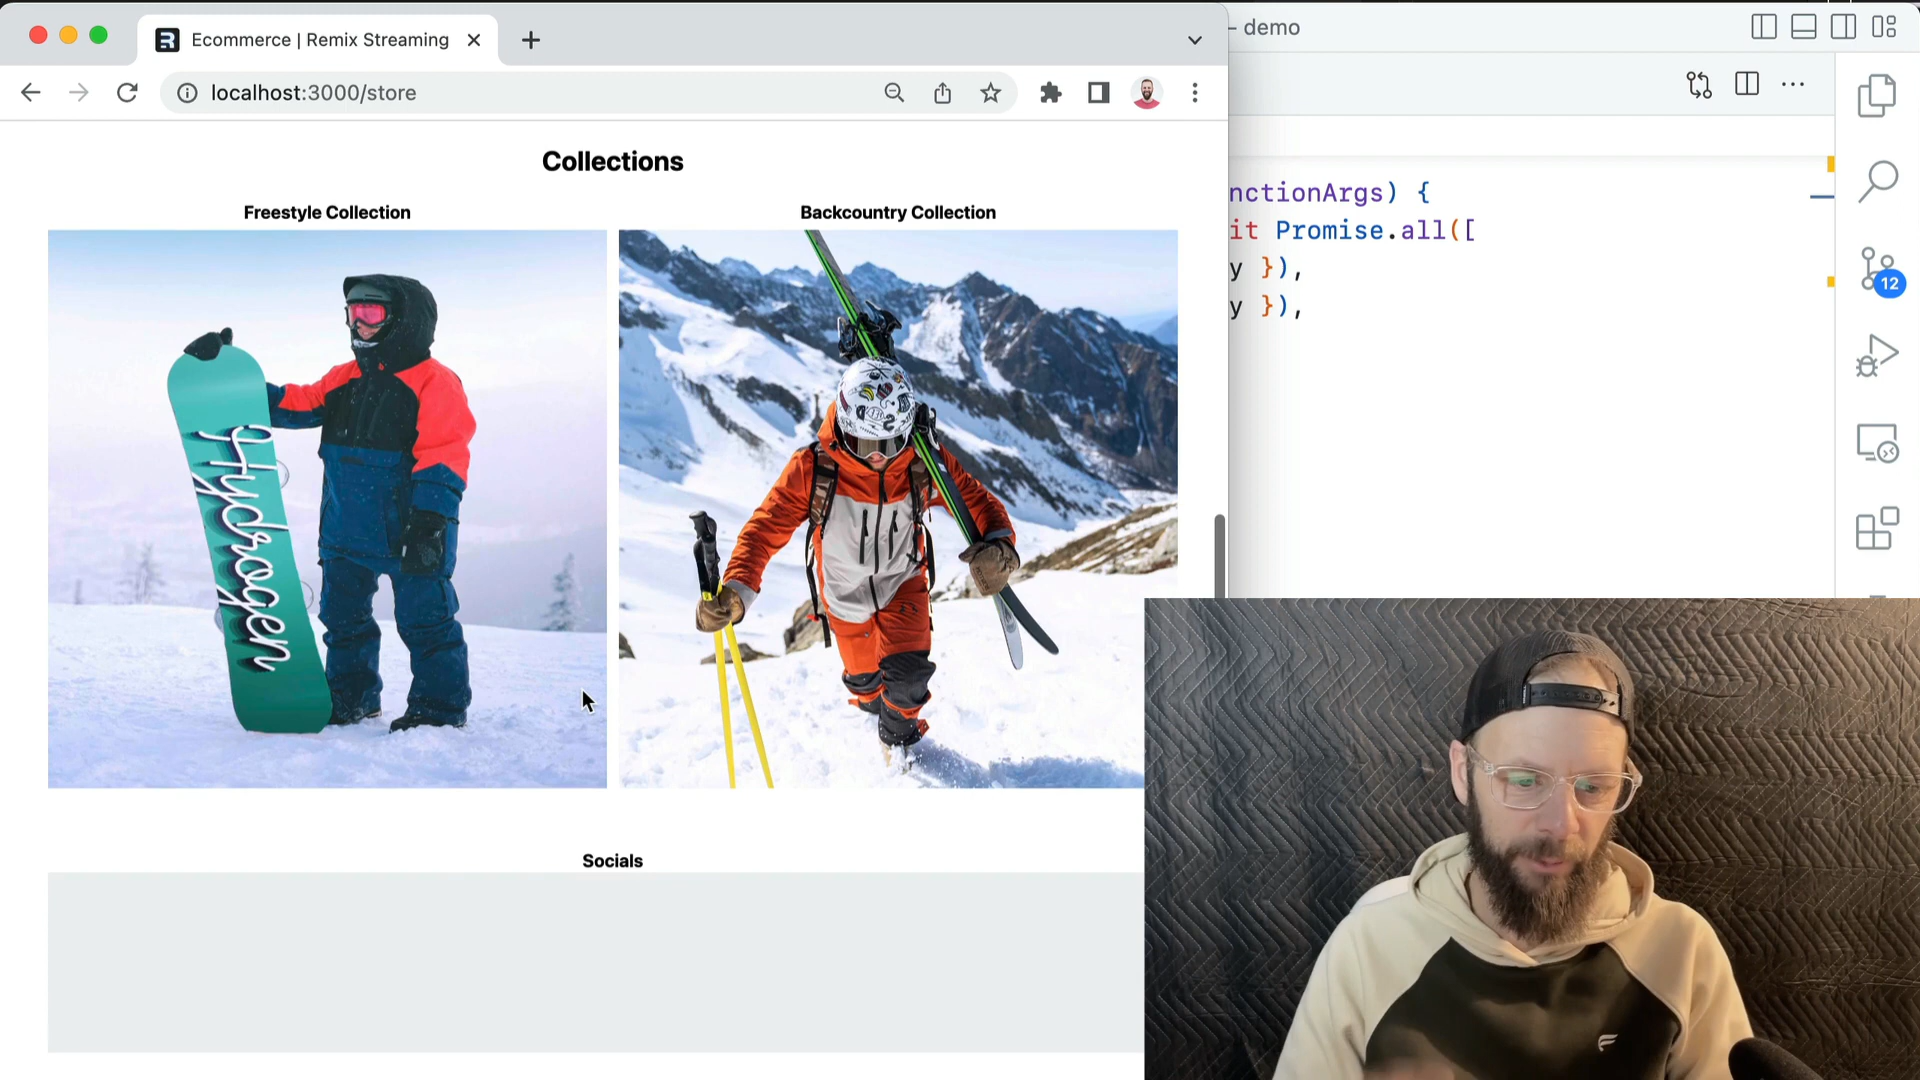 Ecommerce | Remix Streaming
localhost:3000/store
– demo
Collections
Freestyle Collection
Backcountry Collection
Hydrogen
Socials
nctionArgs) {
it Promise.all([
y }),
y }),
12